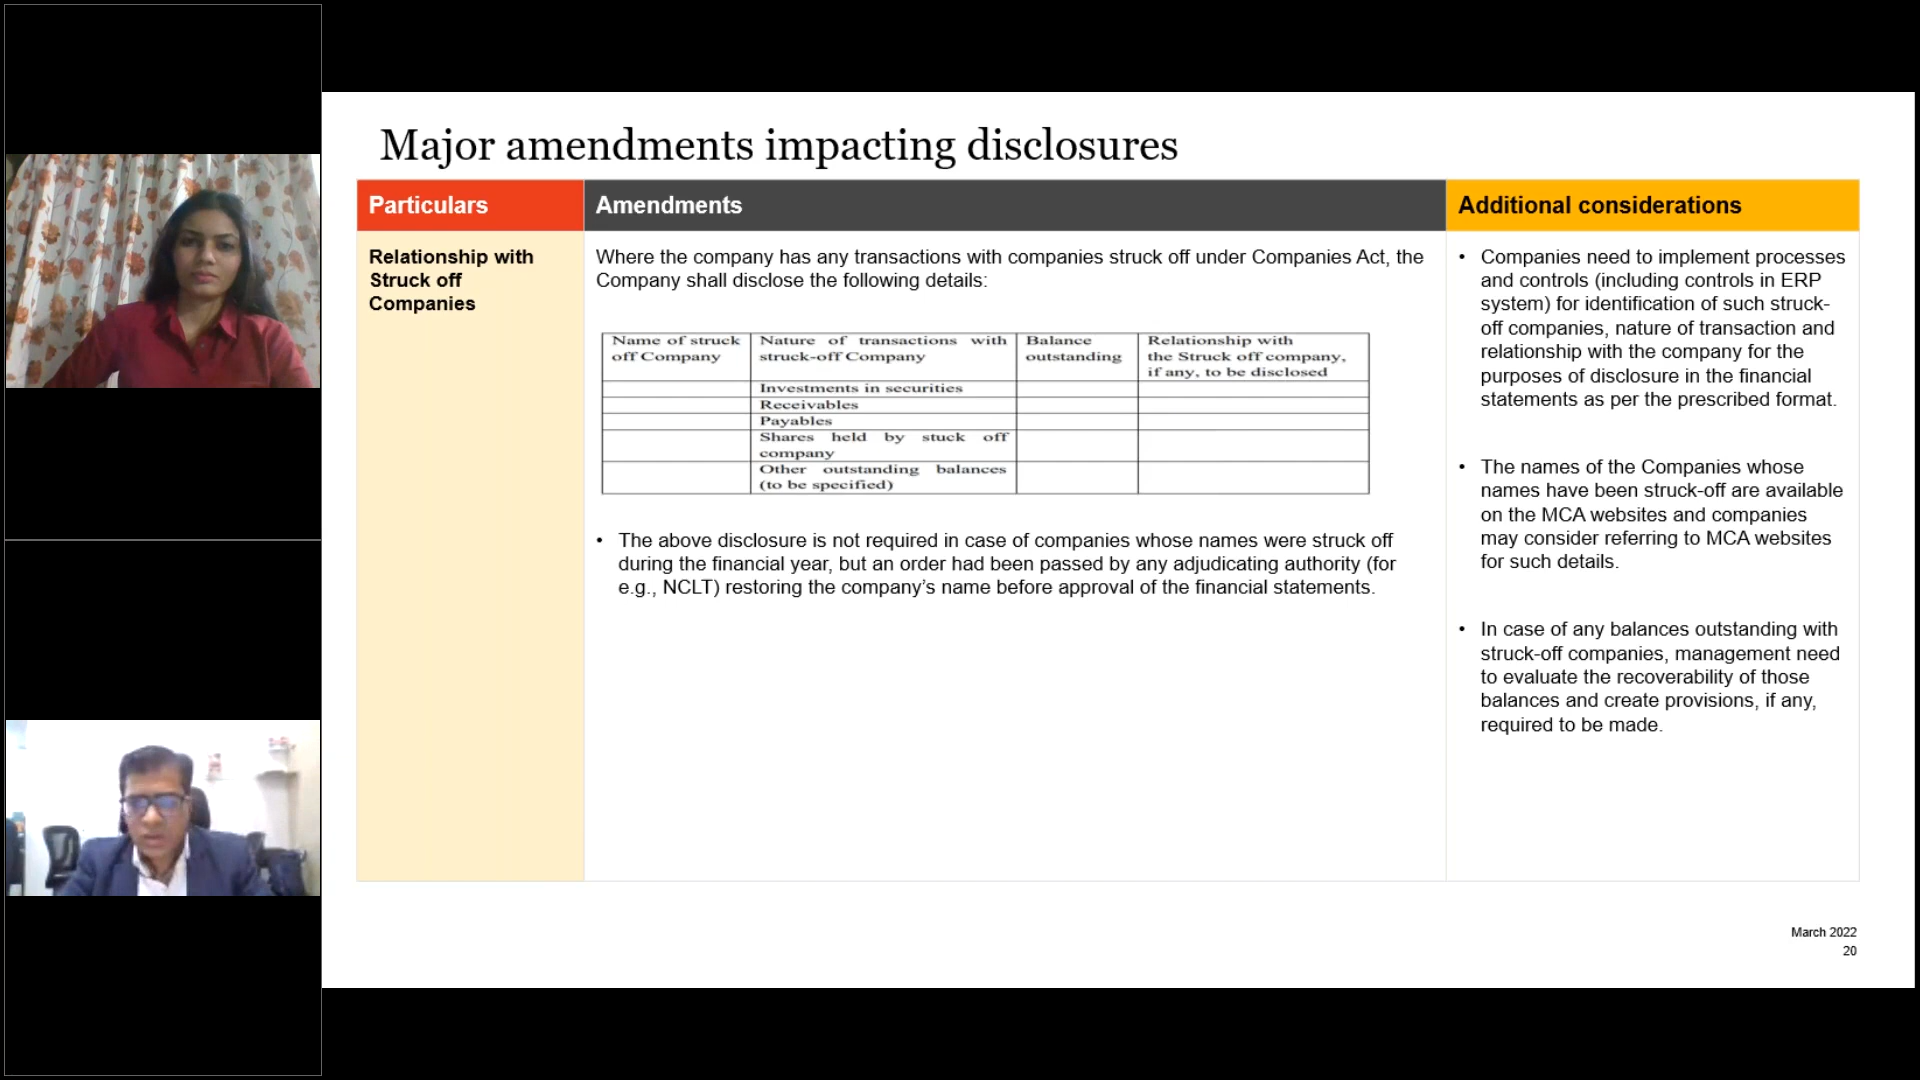 Major amendments impacting disclosures
Particulars
Amendments
Additional considerations
Relationship with
Struck off
Companies
Where the company has any transactions with companies struck off under Companies Act, the
Company shall disclose the following details:
Name of struck
off Company
Nature of transactions with
struck-off Company
Balance
outstanding
Relationship with
the Struck off company,
if any, to be disclosed
Investments in securities
Receivables
Payables
Shares held by stuck off
company
Other outstanding balances
(to be specified)
• The above disclosure is not required in case of companies whose names were struck off
during the financial year, but an order had been passed by any adjudicating authority (for
e.g., NCLT) restoring the company's name before approval of the financial statements.
• Companies need to implement processes
and controls (including controls in ERP
system) for identification of such struck-
off companies, nature of transaction and
relationship with the company for the
purposes of disclosure in the financial
statements as per the prescribed format.
• The names of the Companies whose
names have been struck-off are available
on the MCA websites and companies
may consider referring to MCA websites
for such details.
• In case of any balances outstanding with
struck-off companies, management need
to evaluate the recoverability of those
balances and create provisions, if any,
required to be made.
March 2022
20